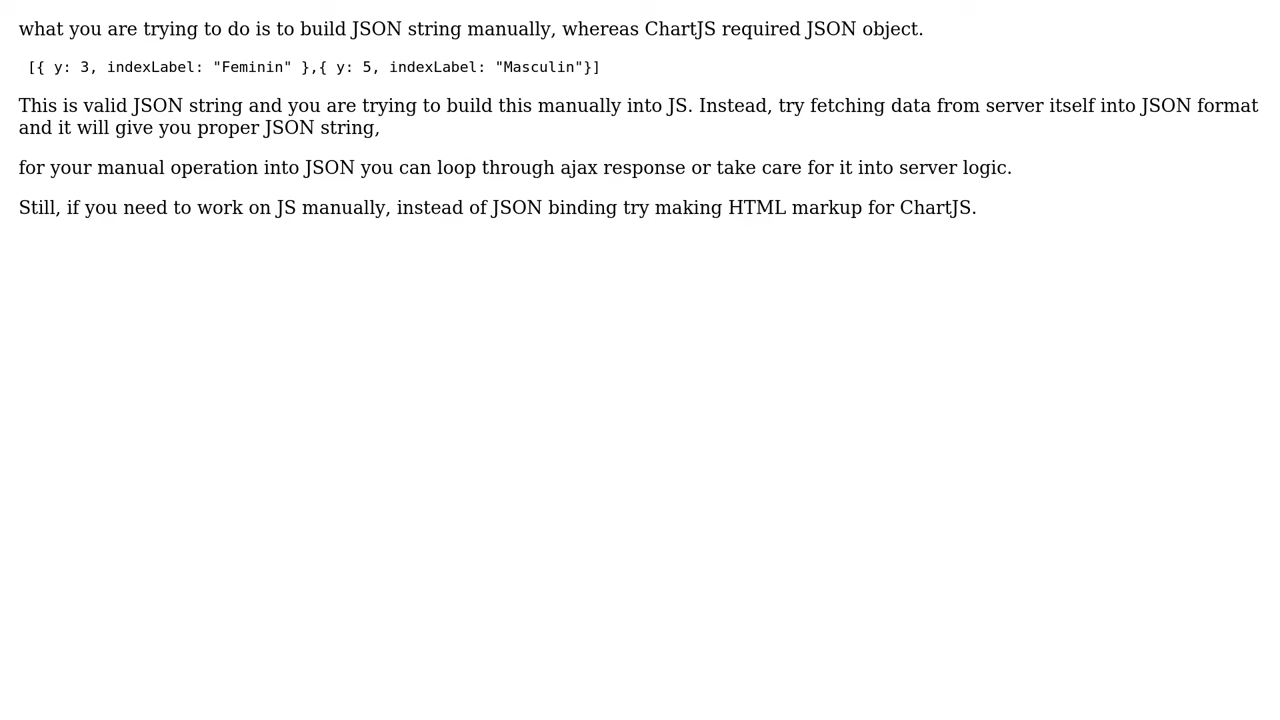 what you are trying to do is to build JSON string manually, whereas ChartJS required JSON object.
[{ y: 3, indexLabel: "Feminin" },{ y: 5, indexLabel: "Masculin"}]
This is valid JSON string and you are trying to build this manually into JS. Instead, try fetching data from server itself into JSON format
and it will give you proper JSON string,
for your manual operation into JSON you can loop through ajax response or take care for it into server logic.
Still, if you need to work on JS manually, instead of JSON binding try making HTML markup for ChartJS.